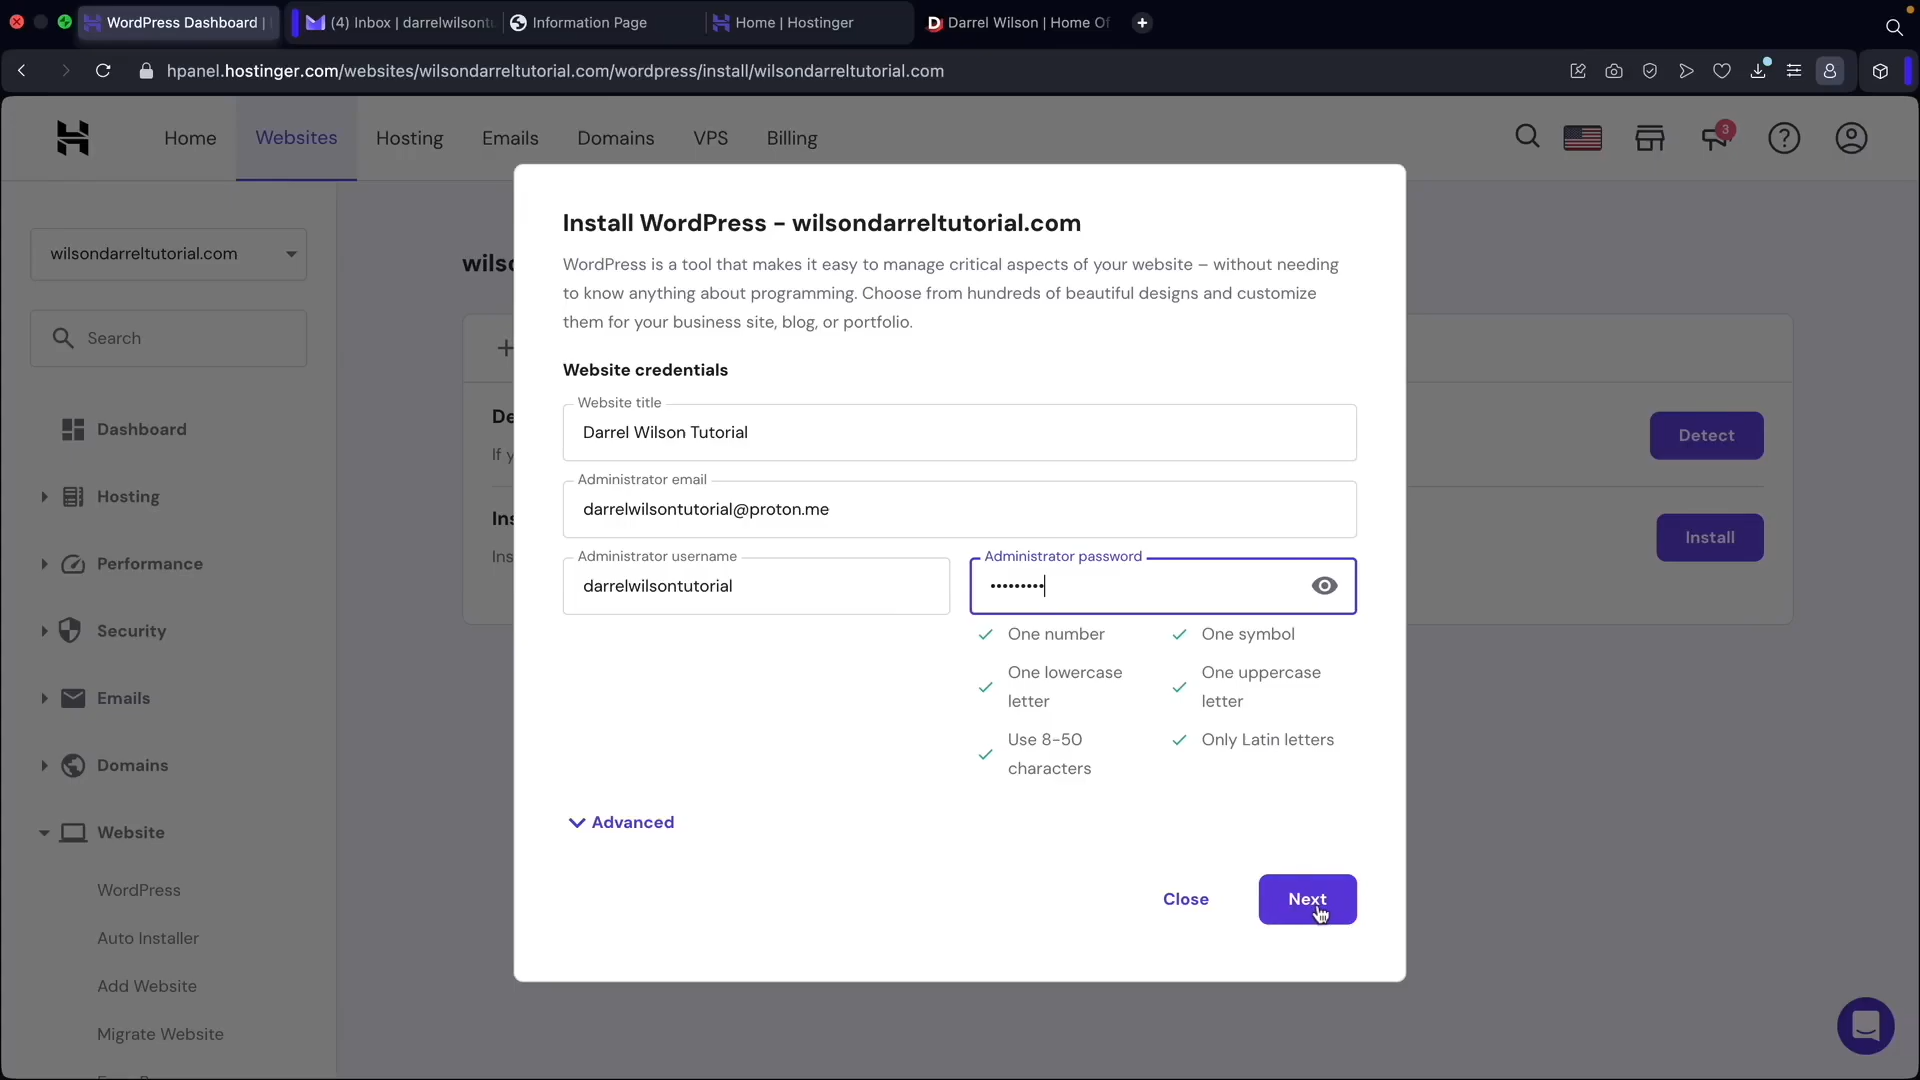 WordPress Dashboard |
(4) Inbox | darrelwilsontu
Information Page
Home | Hostinger
Darrel Wilson | Home Of
hpanel.hostinger.com/websites/wilsondarreltutorial.com/wordpress/install/wilsondarreltutorial.com
Home
Websites
Hosting
Emails
Domains
VPS
Billing
3
wilsondarreltutorial.com
Search
Dashboard
Hosting
Performance
Security
Emails
Domains
Website
WordPress
Auto Installer
Add Website
Migrate Website
wilso
De
If y
Ins
Ins
Detect
Install
Install WordPress – wilsondarreltutorial.com
WordPress is a tool that makes it easy to manage critical aspects of your website – without needing
to know anything about programming. Choose from hundreds of beautiful designs and customize
them for your business site, blog, or portfolio.
Website credentials
Website title
Darrel Wilson Tutorial
Administrator email
darrelwilsontutorial@proton.me
Administrator username
darrelwilsontutorial
Administrator password
•••••••••
One number
One symbol
One lowercase
letter
One uppercase
letter
Use 8-50
characters
Only Latin letters
Advanced
Close
Next